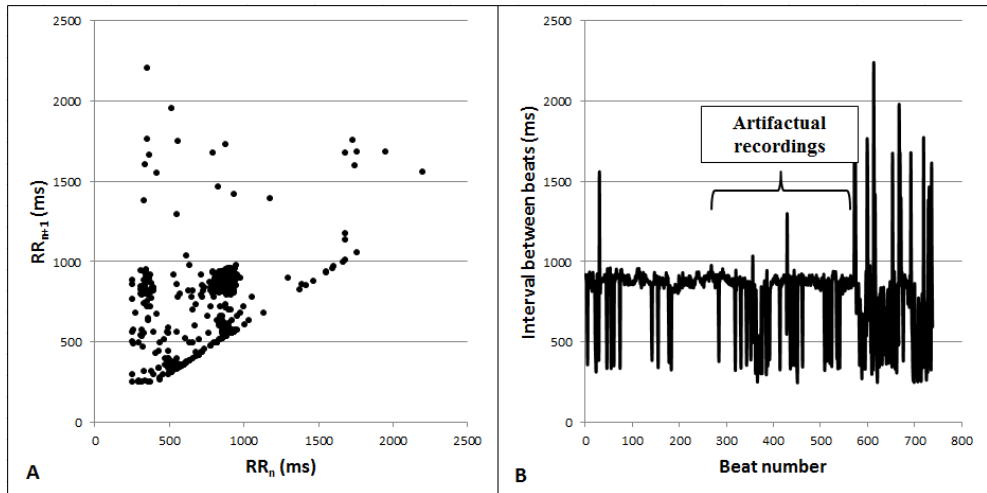 2500
2000
1500
1000
500
0
RRn+1 (ms)
0 500 1000 1500 2000 2500
RRn (ms)
A
2500
2000
1500
1000
500
0
Interval between beats (ms)
Artifactual
recordings
0 100 200 300 400 500 600 700 800
Beat number
B